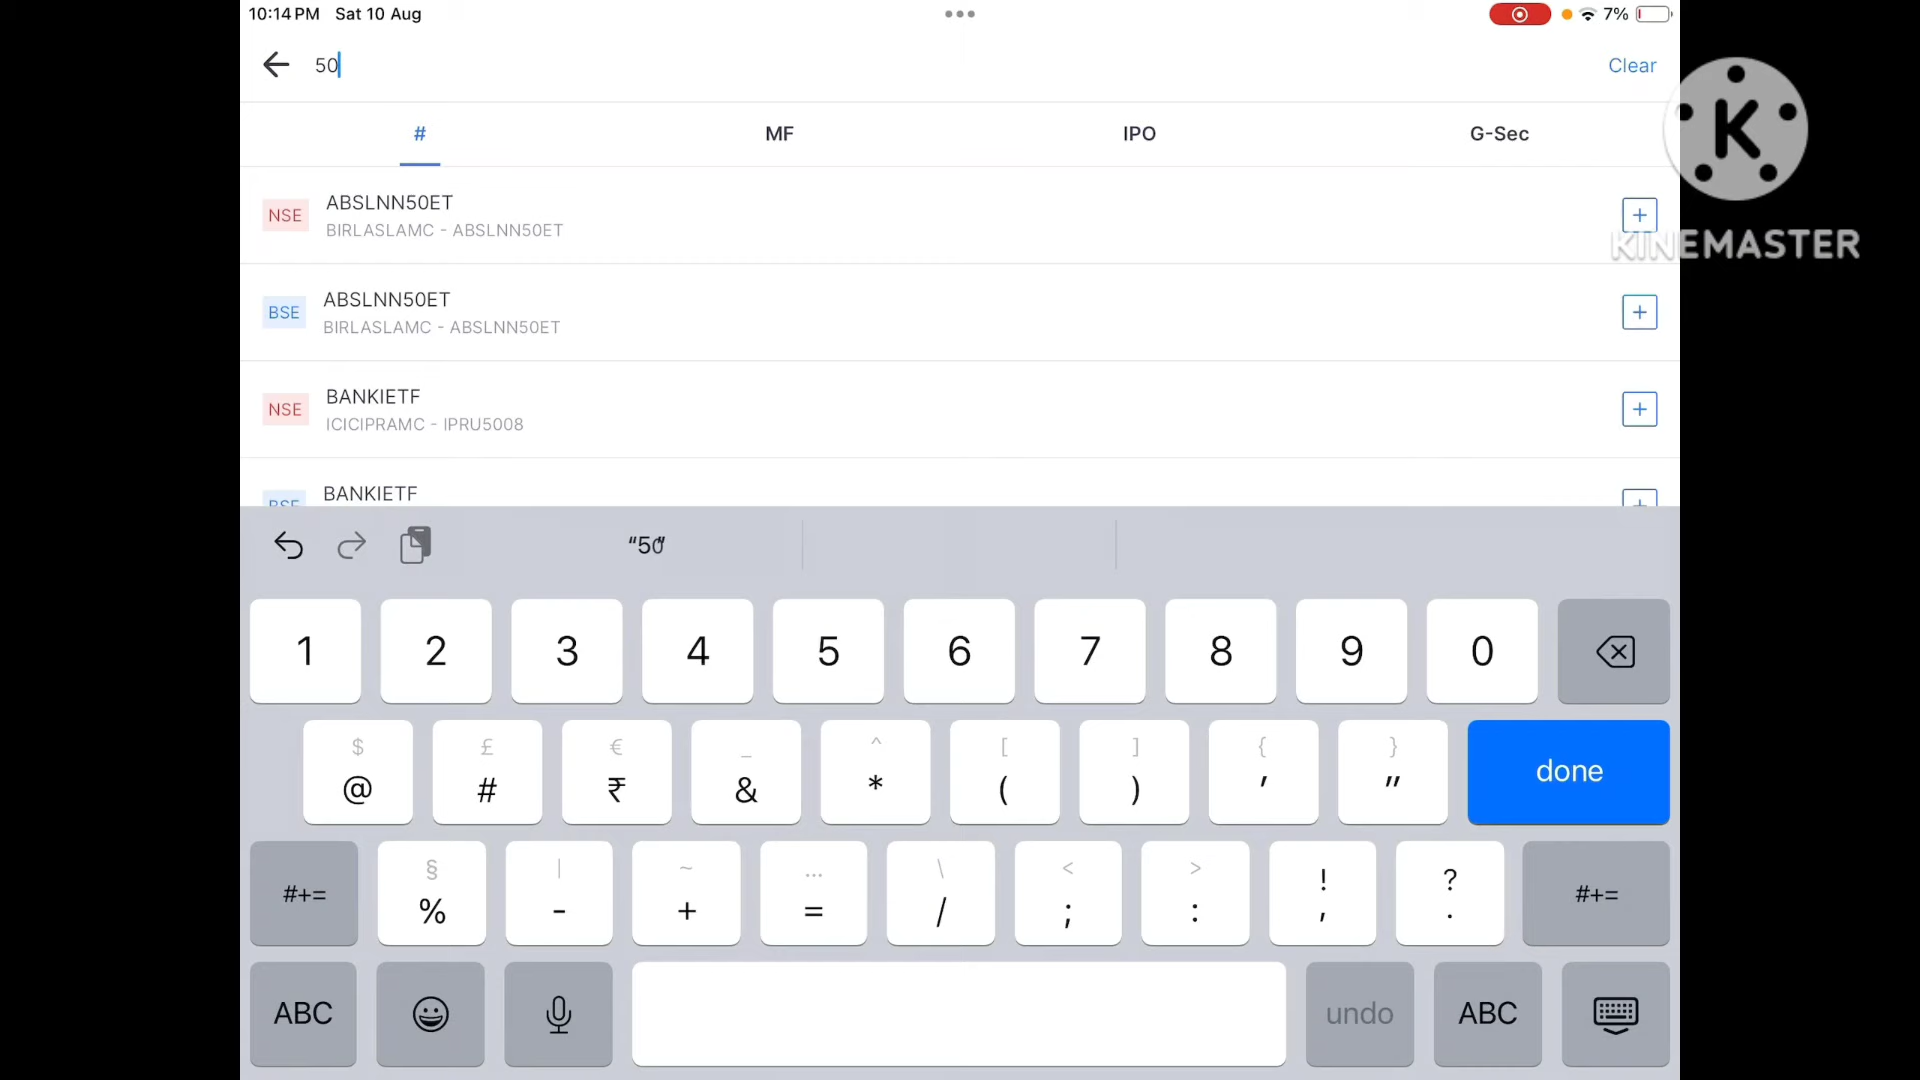 10:14 PM Sat 10 Aug
7%
50
Clear
# MF IPO G-Sec
NSE ABSLNN50ET
BIRLASLAMC - ABSLNN50ET
+
KINEMASTER
K
BSE ABSLNN50ET
BIRLASLAMC - ABSLNN50ET
+
NSE BANKIETF
ICICIPRAMC - IPRU5008
+
BSE BANKIETF
“50”
1 2 3 4 5 6 7 8 9 0
$ £ € _ ^ [ ] { }
@ # ₹ & * ( ) ' "
done
§ | ~ … \ < > ! ?
#+= % - + = / ; : , . #+=
ABC undo ABC